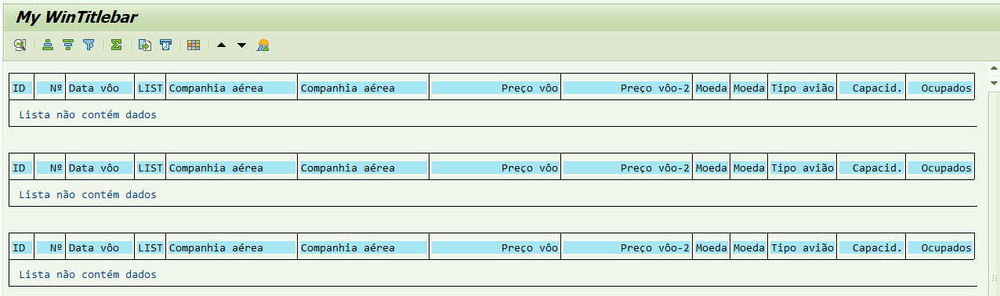 My WinTitlebar
ID Nº Data vôo LIST Companhia aérea Companhia aérea Preço vôo Preço vôo-2 Moeda Moeda Tipo avião Capacid. Ocupados
Lista não contém dados
ID Nº Data vôo LIST Companhia aérea Companhia aérea Preço vôo Preço vôo-2 Moeda Moeda Tipo avião Capacid. Ocupados
Lista não contém dados
ID Nº Data vôo LIST Companhia aérea Companhia aérea Preço vôo Preço vôo-2 Moeda Moeda Tipo avião Capacid. Ocupados
Lista não contém dados